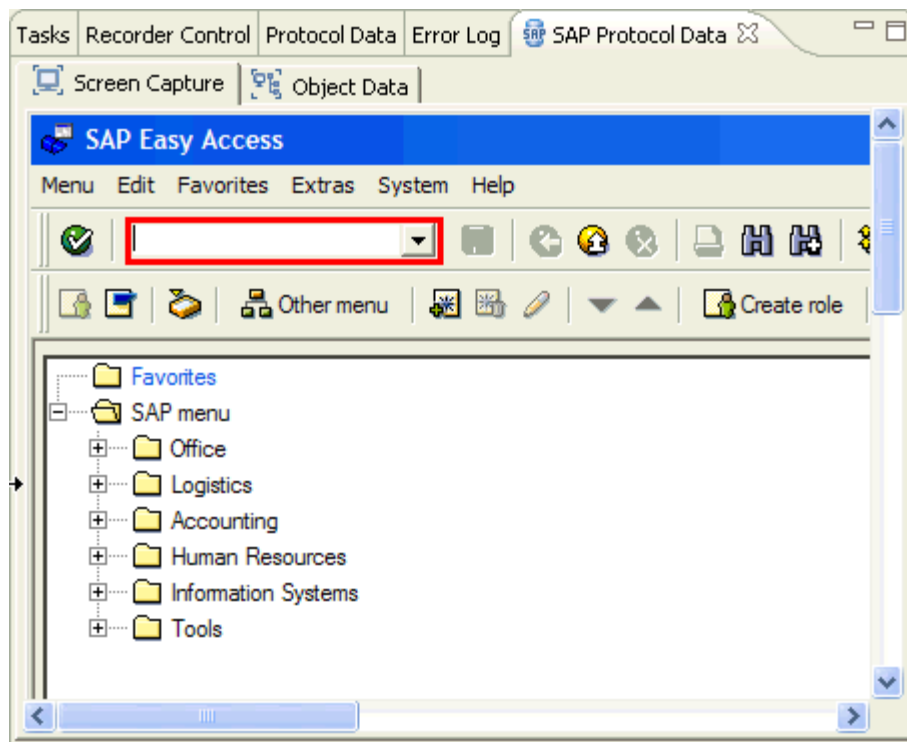 Tasks Recorder Control Protocol Data Error Log SAP SAP Protocol Data
Screen Capture Object Data
SAP Easy Access
Menu Edit Favorites Extras System Help
Other menu Create role
Favorites
SAP menu
Office
Logistics
Accounting
Human Resources
Information Systems
Tools